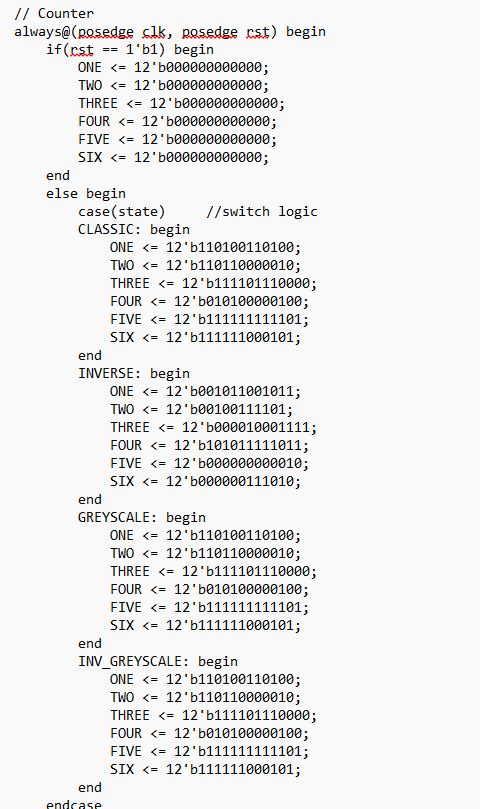 // Counter
always@(posedge clk, posedge rst) begin
if(rst == 1'b1) begin
ONE <= 12'b000000000000;
TWO <= 12'b000000000000;
THREE <= 12'b000000000000;
FOUR <= 12'b000000000000;
FIVE <= 12'b000000000000;
SIX <= 12'b000000000000;
end
else begin
case(state) //switch logic
CLASSIC: begin
ONE <= 12'b110100110100;
TWO <= 12'b110110000010;
THREE <= 12'b111101110000;
FOUR <= 12'b010100000100;
FIVE <= 12'b111111111101;
SIX <= 12'b111111000101;
end
INVERSE: begin
ONE <= 12'b001011001011;
TWO <= 12'b00100111101;
THREE <= 12'b000010001111;
FOUR <= 12'b101011111011;
FIVE <= 12'b000000000010;
SIX <= 12'b000000111010;
end
GREYSCALE: begin
ONE <= 12'b110100110100;
TWO <= 12'b110110000010;
THREE <= 12'b111101110000;
FOUR <= 12'b010100000100;
FIVE <= 12'b111111111101;
SIX <= 12'b111111000101;
end
INV_GREYSCALE: begin
ONE <= 12'b110100110100;
TWO <= 12'b110110000010;
THREE <= 12'b111101110000;
FOUR <= 12'b010100000100;
FIVE <= 12'b111111111101;
SIX <= 12'b111111000101;
end
endcase